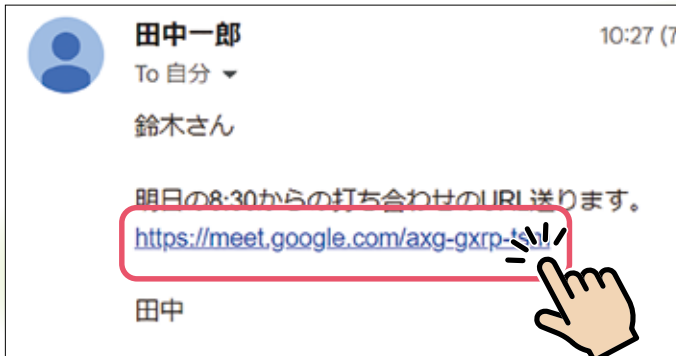 田中一郎
10:27 (7
To 自分
鈴木さん
明日の8:30からの打ち合わせのURL送ります。
https://meet.google.com/axg-gxrp-
田中